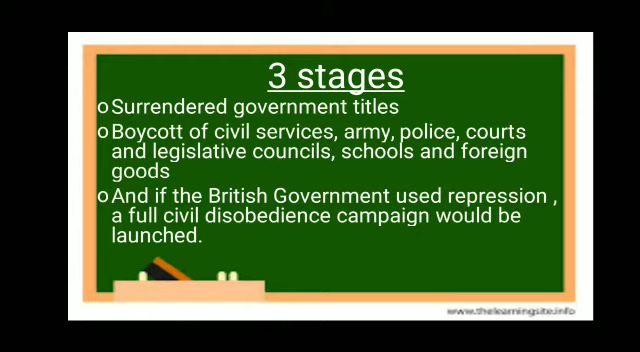 3 stages
o Surrendered government titles
o Boycott of civil services, army, police, courts
and legislative councils, schools and foreign
goods
o And if the British Government used repression ,
a full civil disobedience campaign would be
launched.
www.thelearningsite.info